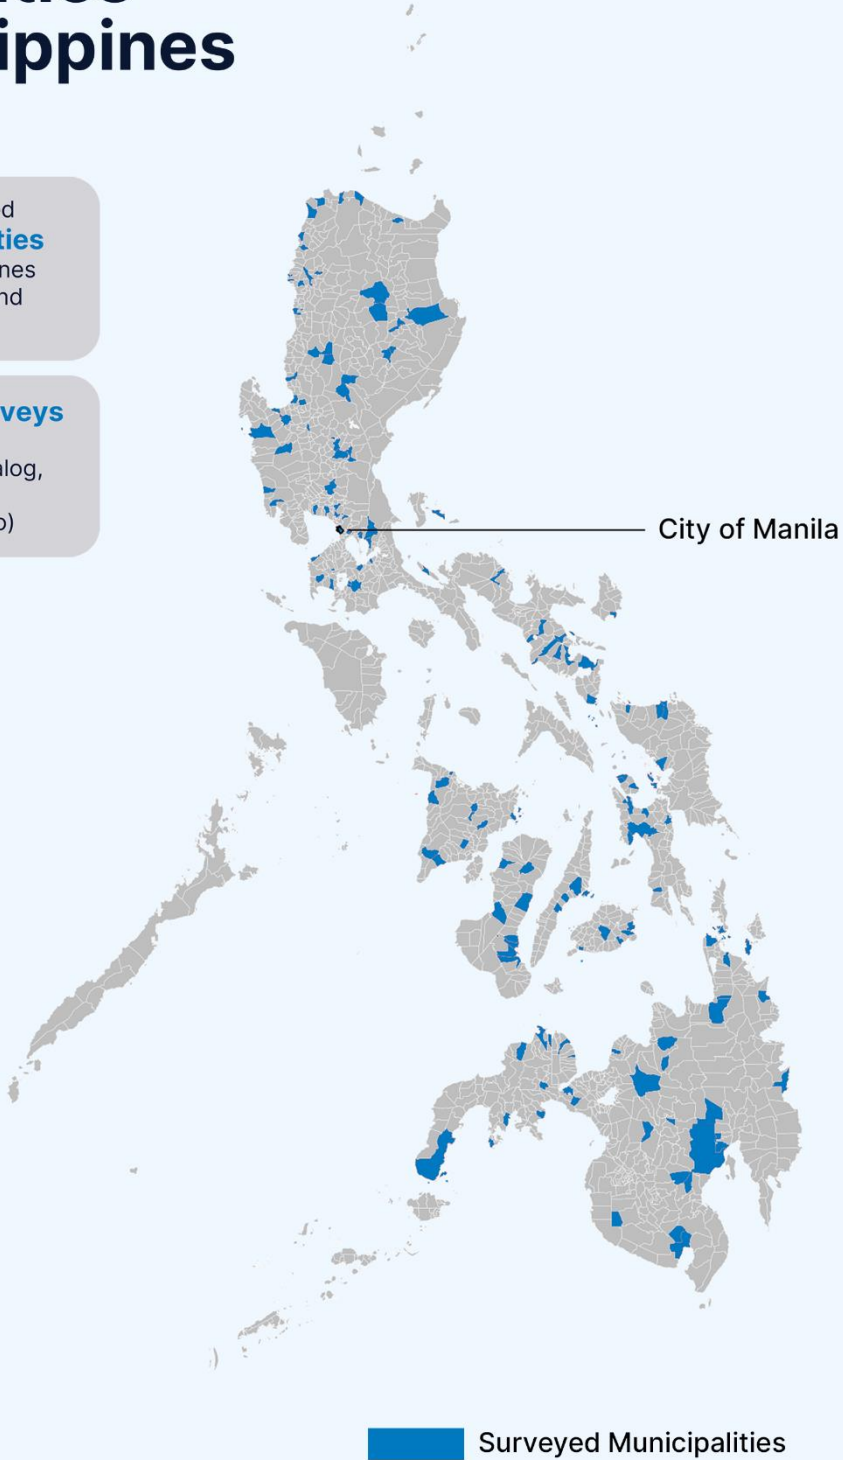 ippines
d
ties
nes
nd
veys
alog,
o)
City of Manila
Surveyed Municipalities